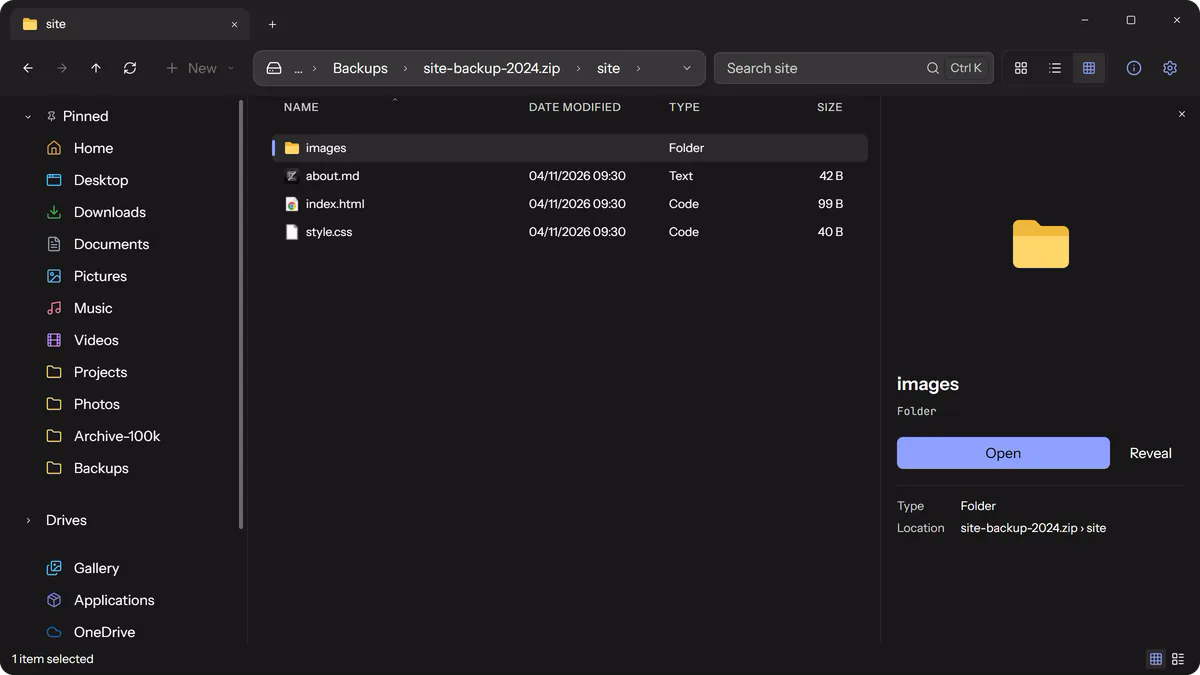 site
New
... › Backups › site-backup-2024.zip › site ›
Search site
Ctrl K
Pinned
Home
Desktop
Downloads
Documents
Pictures
Music
Videos
Projects
Photos
Archive-100k
Backups
Drives
Gallery
Applications
OneDrive
NAME DATE MODIFIED TYPE SIZE
images Folder
about.md 04/11/2026 09:30 Text 42 B
index.html 04/11/2026 09:30 Code 99 B
style.css 04/11/2026 09:30 Code 40 B
images
Folder
Open Reveal
Type Folder
Location site-backup-2024.zip › site
1 item selected